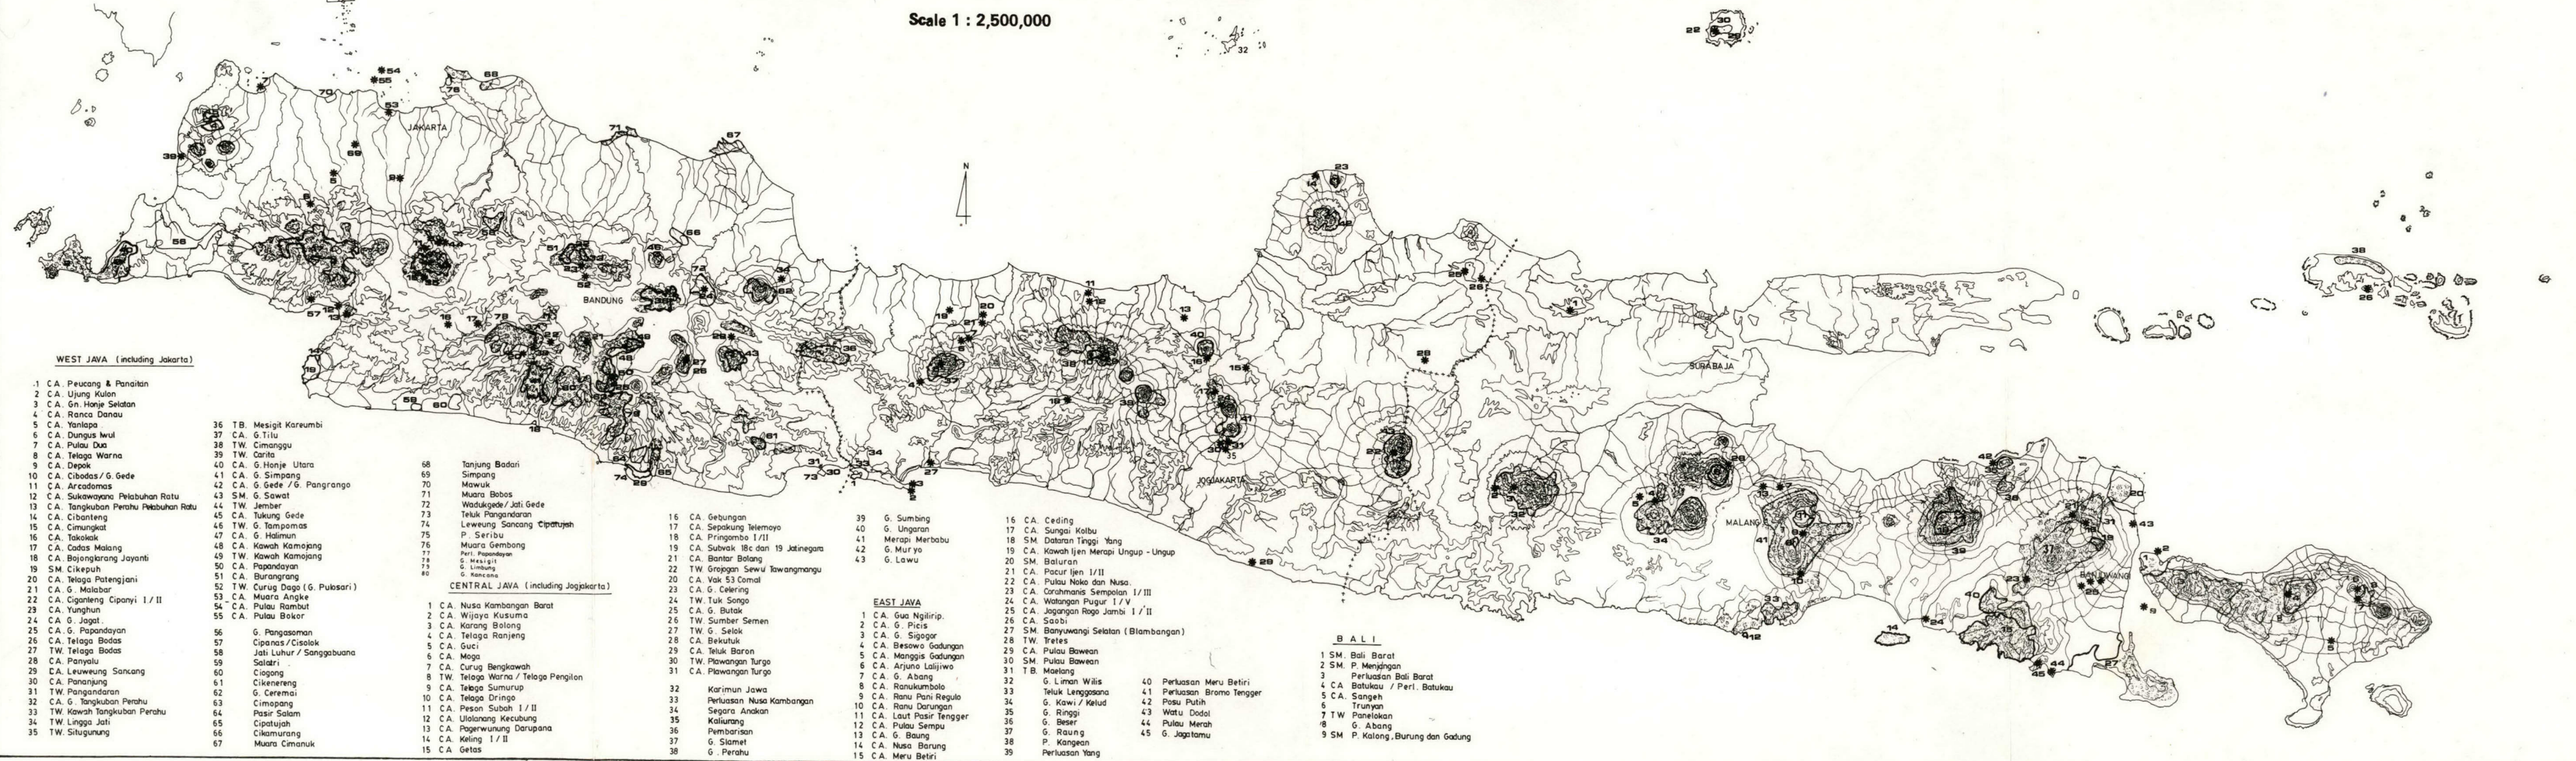 Scale 1 : 2,500,000
N
JAKARTA
BANDUNG
JOGJAKARTA
SURABAJA
MALANG
BANJUWANGI
WEST JAVA (including Jakarta)
1 CA. Peucang & Panaitan
2 CA. Ujung Kulon
3 CA. Gn. Honje Selatan
4 CA. Ranca Danau
5 CA. Yanlapa
6 CA. Dungus Iwul
7 CA. Pulau Dua
8 CA. Telaga Warna
9 CA. Depok
10 CA. Cibodas / G. Gede
11 CA. Arcadomas
12 CA. Sukawayana Pelabuhan Ratu
13 CA. Tangkuban Perahu Pelabuhan Ratu
14 CA. Cibanteng
15 CA. Cimungkat
16 CA. Takokak
17 CA. Cadas Malang
18 CA. Bojongkarang Jayanti
19 SM. Cikepuh
20 CA. Telaga Patengjani
21 CA. G. Malabar
22 CA. Ciganteng Cipanyi I / II
23 CA. Yunghun
24 CA. G. Jagat.
25 CA. G. Papandayan
26 CA. Telaga Bodas
27 TW. Telaga Bodas
28 CA. Panyalu
29 CA. Leuweung Sancang
30 CA. Pananjung
31 TW. Pangandaran
32 CA. G. Tangkuban Perahu
33 TW. Kawah Tangkuban Perahu
34 TW. Lingga Jati
35 TW. Situgunung
36 TB. Mesigit Kareumbi
37 CA. G. Tilu
38 TW. Cimanggu
39 TW. Carita
40 CA. G. Honje Utara
41 CA. G. Simpang
42 CA. G. Gede / G. Pangrango
43 SM. G. Sawat
44 TW. Jember
45 CA. Tukung Gede
46 TW. G. Tampomas
47 CA. G. Halimun
48 CA. Kawah Kamojang
49 TW. Kawah Kamojang
50 CA. Papandayan
51 CA. Burangrang
52 TW. Curug Dago (G. Pulosari)
53 CA. Muara Angke
54 CA. Pulau Rambut
55 CA. Pulau Bokor
56 G. Pangasoman
57 Cipanas / Cisolok
58 Jati Luhur / Sanggabuana
59 Salatri
60 Ciogong
61 Cikenereng
62 G. Ceremai
63 Cimapang
64 Pasir Salam
65 Cipatujah
66 Cikamurang
67 Muara Cimanuk
68 Tanjung Badari
69 Simpang
70 Mawuk
71 Muara Bobos
72 Wadukgede / Jati Gede
73 Teluk Pangandaran
74 Leweung Sancang Cipatujah
75 P. Seribu
76 Muara Gembong
77 Perl. Papandayan
78 G. Mesigit
79 G. Limbung
80 G. Kancana
CENTRAL JAVA (including Jogjakarta)
1 CA. Nusa Kambangan Barat
2 CA. Wijaya Kusuma
3 CA. Karang Bolong
4 CA. Telaga Ranjeng
5 CA. Guci
6 CA. Moga
7 CA. Curug Bengkawah
8 TW. Telaga Warna / Telaga Pengilon
9 CA. Telaga Sumurup
10 CA. Telaga Dringo
11 CA. Peson Subah I / II
12 CA. Ulolanang Kecubung
13 CA. Pagerwunung Darupana
14 CA. Keling I / II
15 CA Getas
16 CA. Gebungan
17 CA. Sepakung Telemoyo
18 CA. Pringambo I / II
19 CA. Subvak 18c dan 19 Jatinegara
21 CA. Bantar Bolang
22 TW. Grojogan Sewu Tawangmangu
20 CA. Vak 53 Comal
23 CA. G. Celering
24 TW. Tuk Songo
25 CA. G. Butak
26 TW. Sumber Semen
27 TW. G. Selok
28 CA. Bekutuk
29 CA. Teluk Baron
30 TW. Plawangan Turgo
31 CA. Plawangan Turgo
32 Karimun Jawa
33 Perluasan Nusa Kambangan
34 Segara Anakan
35 Kaliurang
36 Pembarisan
37 G. Slamet
38 G. Perahu
39 G. Sumbing
40 G. Ungaran
41 Merapi Merbabu
42 G. Muryo
43 G. Lawu
EAST JAVA
1 CA. Gua Ngilirip.
2 CA. G. Picis
3 CA. G. Sigogor
4 CA. Besowo Gadungan
5 CA. Manggis Gadungan
6 CA. Arjuno Lalijiwo
7 CA. G. Abang
8 CA. Ranukumbolo
9 CA. Ranu Pani Regulo
10 CA. Ranu Darungan
11 CA. Laut Pasir Tengger
12 CA. Pulau Sempu
13 CA. G. Baung
14 CA. Nusa Barung
15 CA. Meru Betiri
16 CA. Ceding
17 CA. Sungai Kolbu
18 SM. Dataran Tinggi Yang
19 CA. Kawah Ijen Merapi Ungup - Ungup
20 SM. Baluran
21 CA. Pacur Ijen I / II
22 CA. Pulau Noko dan Nusa.
23 CA. Corahmanis Sempolan I / III
24 CA. Watangan Pugur I / V
25 CA. Jagangan Rogo Jambi I / II
26 CA. Saobi
27 SM. Banyuwangi Selatan (Blambangan)
28 TW. Tretes
29 CA. Pulau Bawean
30 SM. Pulau Bawean
31 T B. Maelang
32 G. Liman Wilis
33 Teluk Lenggasana
34 G. Kawi / Kelud
35 G. Ringgi
36 G. Beser
37 G. Raung
38 P. Kangean
39 Perluasan Yang
40 Perluasan Meru Betiri
41 Perluasan Bromo Tengger
42 Pasu Putih
43 Watu Dodol
44 Pulau Merah
45 G. Jagatamu
BALI
1 SM. Bali Barat
2 SM. P. Menjangan
3 Perluasan Bali Barat
4 CA Batukau / Perl. Batukau
5 CA. Sangeh
6 Trunyan
7 TW Panelokan
8 G. Abang
9 SM P. Kalong, Burung dan Gadung